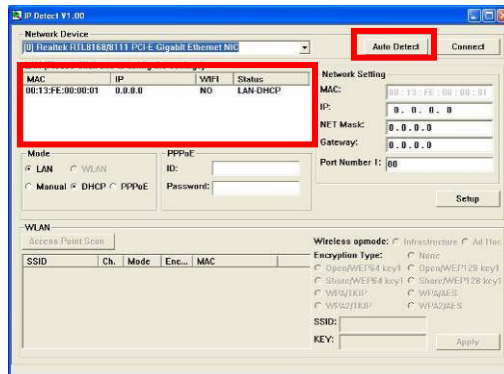 IP Detect V1.00
Network Device
[0] Realtek RTL8168/8111 PCI-E Gigabit Ethernet NIC
Auto Detect
Connect
MAC IP WIFI Status
00:13:FE:00:00:01 0.0.0.0 NO LAN-DHCP
Network Setting
MAC: 00 : 13 : FE : 00 : 00 : 01
IP: 0 . 0 . 0 . 0
NET Mask: 0 . 0 . 0 . 0
Gateway: 0 . 0 . 0 . 0
Port Number 1: 00
Setup
Mode
LAN WLAN
Manual DHCP PPPoE
PPPoE
ID:
Password:
WLAN
Access Point Scan
SSID Ch. Mode Enc... MAC
Wireless opmode: Infrastructure Ad Hoc
Encryption Type: None
Open/WEP64 key1 Open/WEP128 key1
Share/WEP64 key1 Share/WEP128 key1
WPA/TKIP WPA/AES
WPA2/TKIP WPA2/AES
SSID:
KEY:
Apply